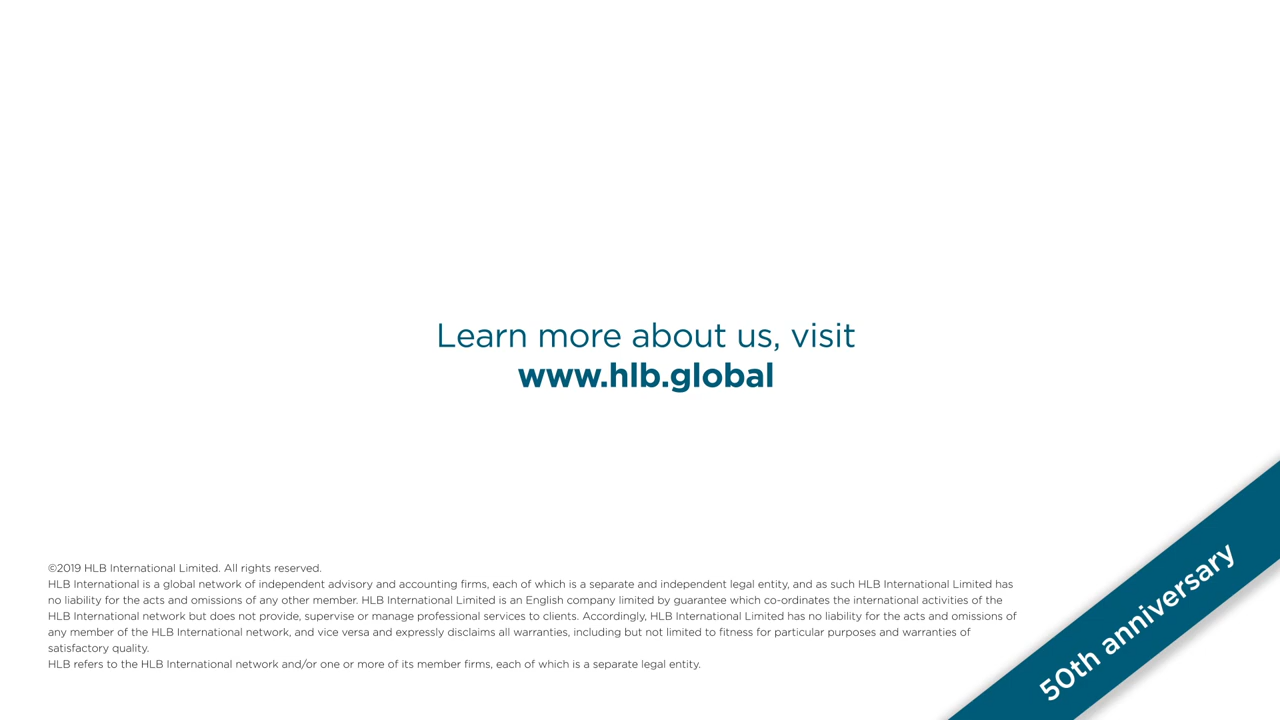 Learn more about us, visit
www.hlb.global
©2019 HLB International Limited. All rights reserved.
HLB International is a global network of independent advisory and accounting firms, each of which is a separate and independent legal entity, and as such HLB International Limited has
no liability for the acts and omissions of any other member. HLB International Limited is an English company limited by guarantee which co-ordinates the international activities of the
HLB International network but does not provide, supervise or manage professional services to clients. Accordingly, HLB International Limited has no liability for the acts and omissions of
any member of the HLB International network, and vice versa and expressly disclaims all warranties, including but not limited to fitness for particular purposes and warranties of
satisfactory quality.
HLB refers to the HLB International network and/or one or more of its member firms, each of which is a separate legal entity.
50th anniversary